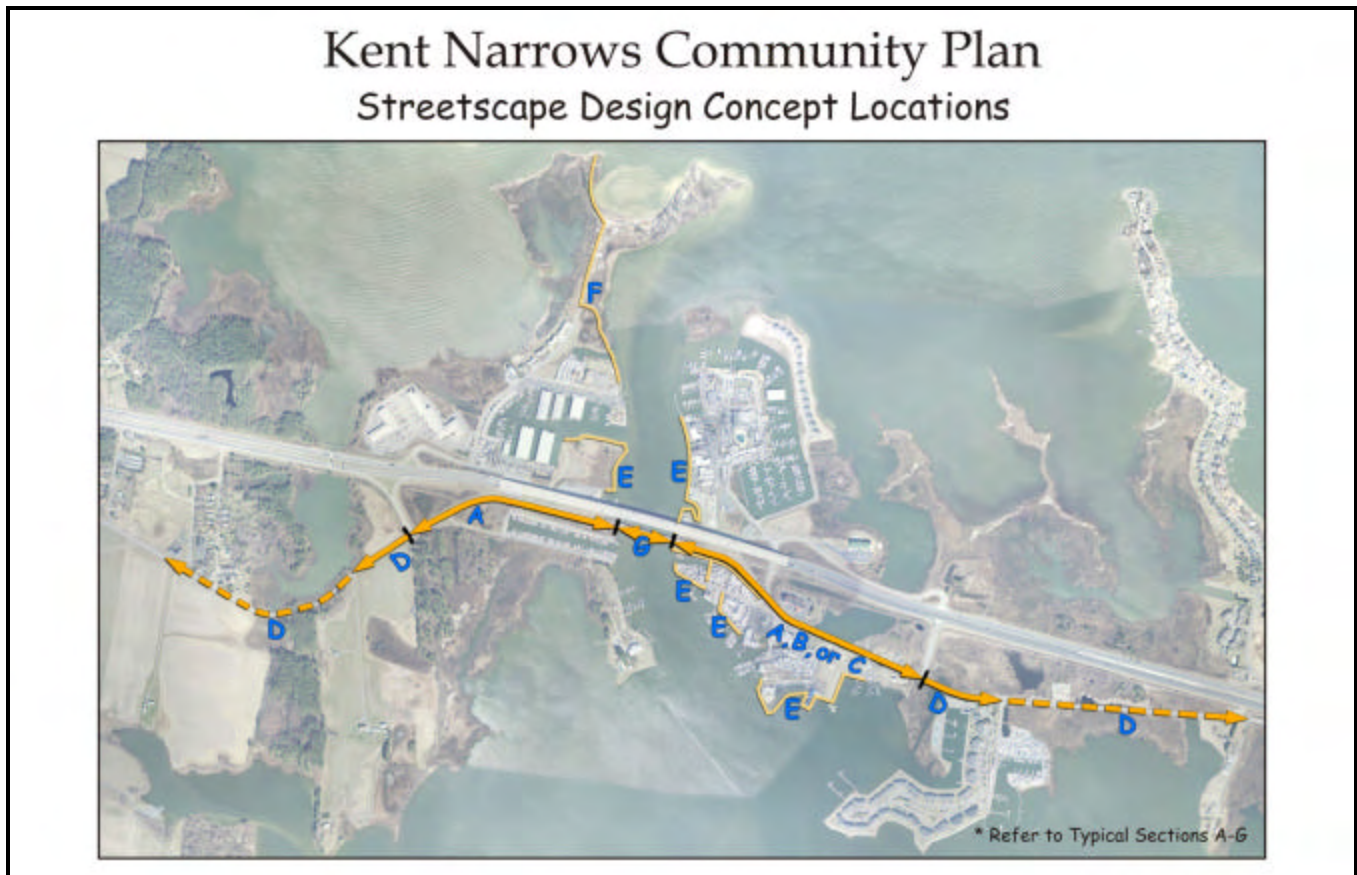 Kent Narrows Community Plan
Streetscape Design Concept Locations
F
E
E
A
D
G
E
D
E
A, B, or C
E
D
D
* Refer to Typical Sections A-G